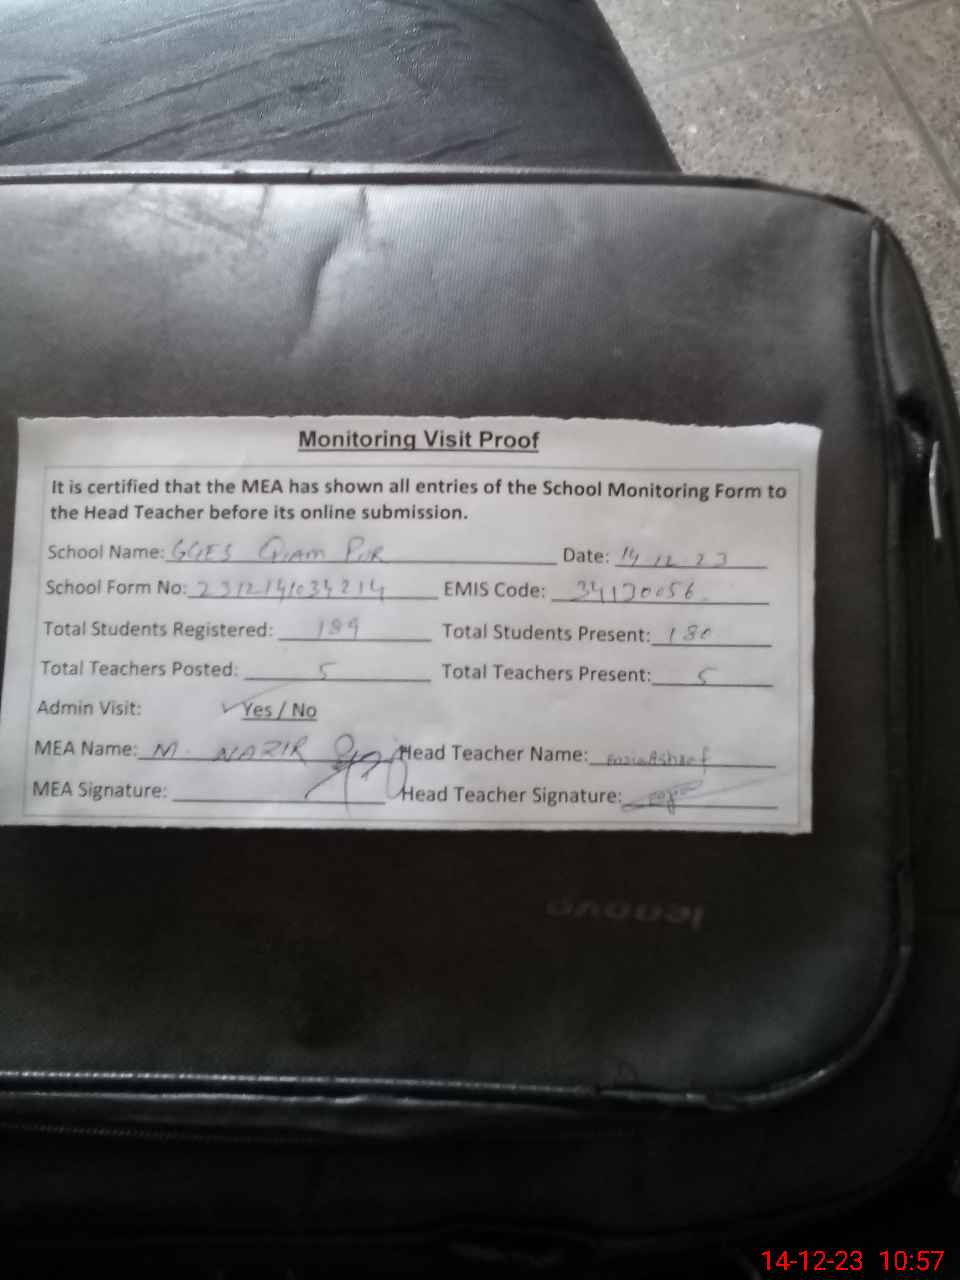 Monitoring Visit Proof
It is certified that the MEA has shown all entries of the School Monitoring Form to
the Head Teacher before its online submission.
School Name: GGES Qiam Pur Date: 14 12 23
School Form No: 2312141034214 EMIS Code: 34120056
Total Students Registered: 189 Total Students Present: 180
Total Teachers Posted: 5 Total Teachers Present: 5
Admin Visit: ✓Yes / No
MEA Name: M. NAZIR Head Teacher Name: Ashraf
MEA Signature: Head Teacher Signature:
lenovo
14-12-23 10:57